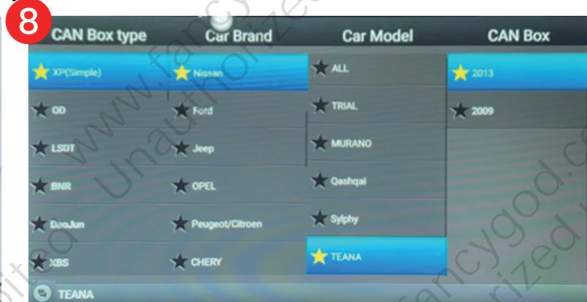 8
CAN Box type Car Brand Car Model CAN Box
XP(Simple) Nissan ALL 2013
OD Ford TRIAL 2009
LSDT Jeep MURANO
BNR OPEL Qashqai
BaoJun Peugeot/Citroen Sylphy
XBS CHERY TEANA
TEANA